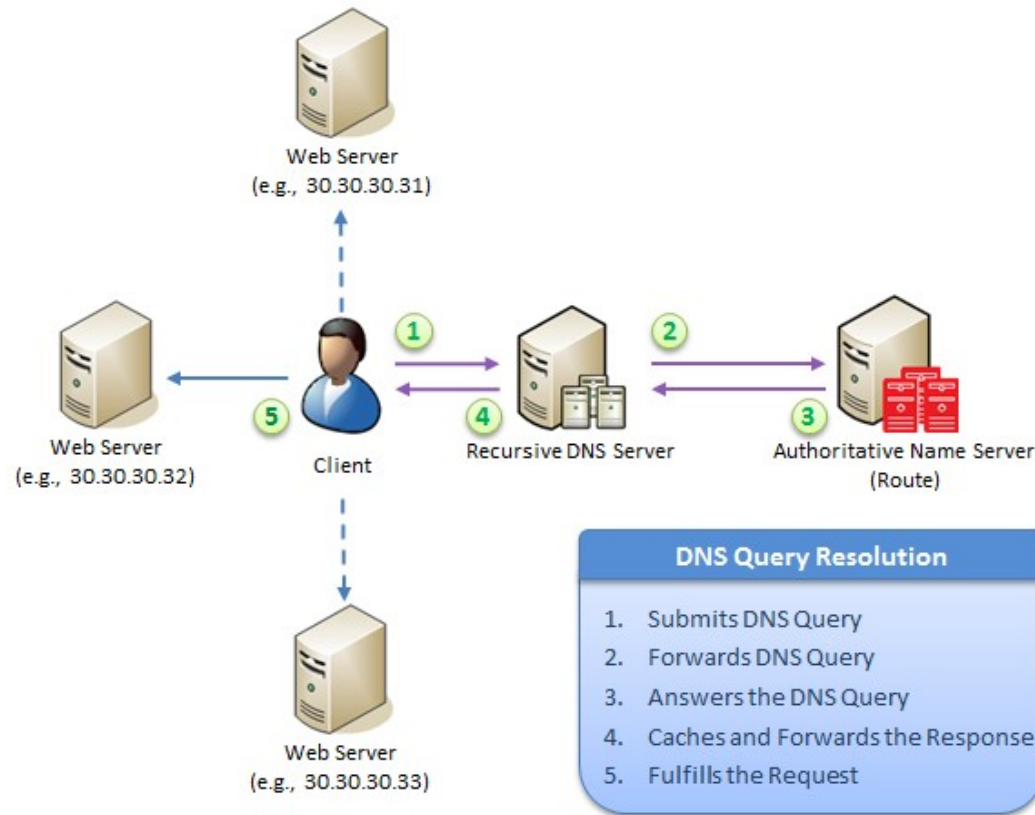 Web Server
(e.g., 30.30.30.31)
1
2
Web Server
(e.g., 30.30.30.32)
5
Client
4
Recursive DNS Server
3
Authoritative Name Server
(Route)
Web Server
(e.g., 30.30.30.33)
DNS Query Resolution
1. Submits DNS Query
2. Forwards DNS Query
3. Answers the DNS Query
4. Caches and Forwards the Response
5. Fulfills the Request